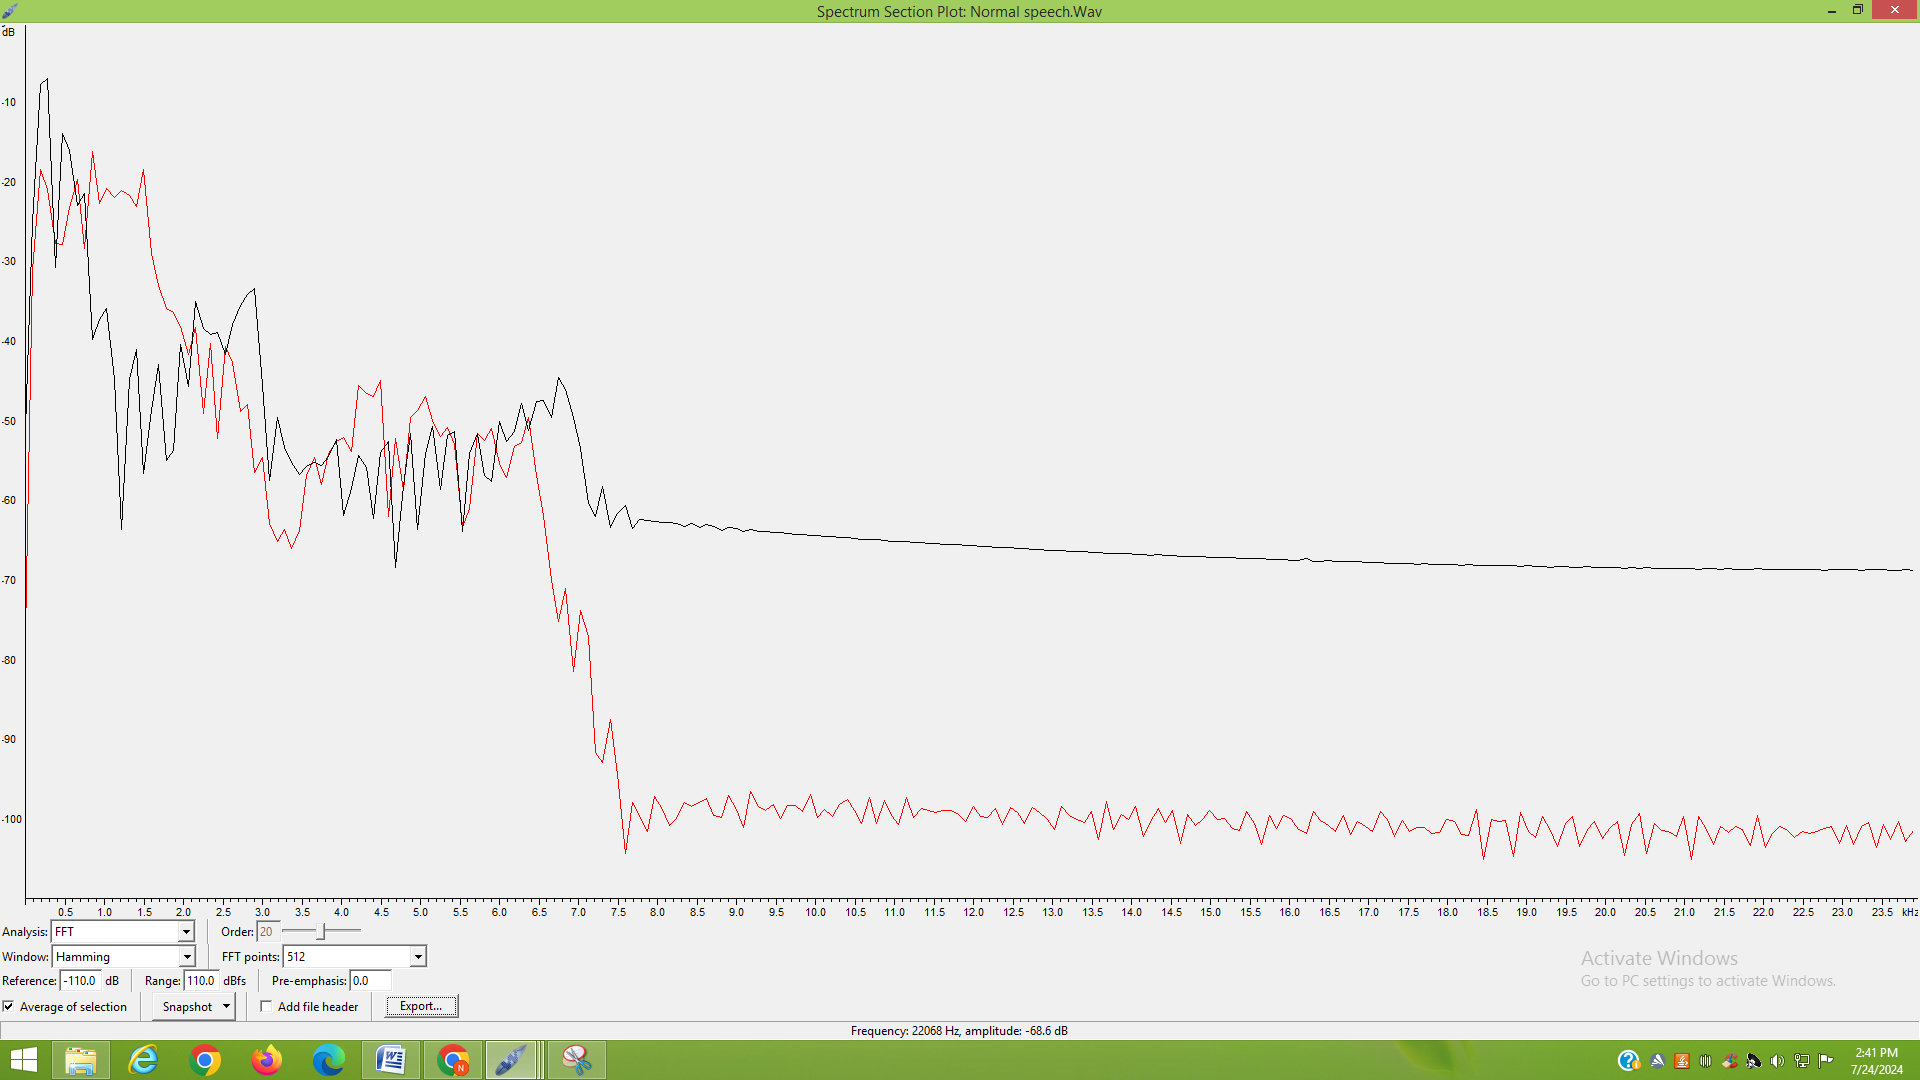 Spectrum Section Plot: Normal speech.Wav
dB
-10
-20
-30
-40
-50
-60
-70
-80
-90
-100
0.5 1.0 1.5 2.0 2.5 3.0 3.5 4.0 4.5 5.0 5.5 6.0 6.5 7.0 7.5 8.0 8.5 9.0 9.5 10.0 10.5 11.0 11.5 12.0 12.5 13.0 13.5 14.0 14.5 15.0 15.5 16.0 16.5 17.0 17.5 18.0 18.5 19.0 19.5 20.0 20.5 21.0 21.5 22.0 22.5 23.0 23.5 kHz
Analysis: FFT Order: 20
Window: Hamming FFT points: 512
Reference: -110.0 dB Range: 110.0 dBfs Pre-emphasis: 0.0
Average of selection Snapshot Add file header Export...
Activate Windows
Go to PC settings to activate Windows.
Frequency: 22068 Hz, amplitude: -68.6 dB
2:41 PM
7/24/2024